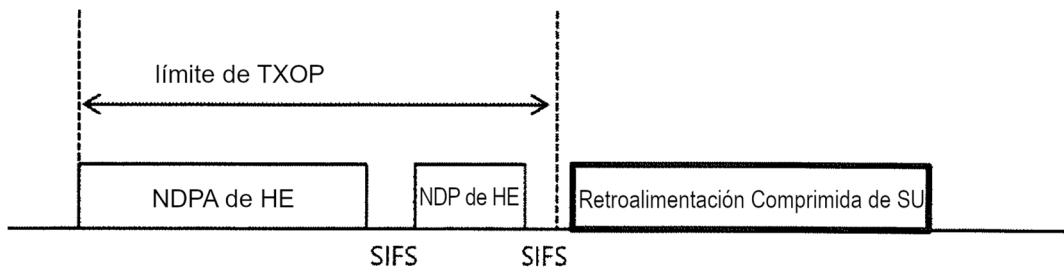 límite de TXOP
NDPA de HE
NDP de HE
Retroalimentación Comprimida de SU
SIFS
SIFS